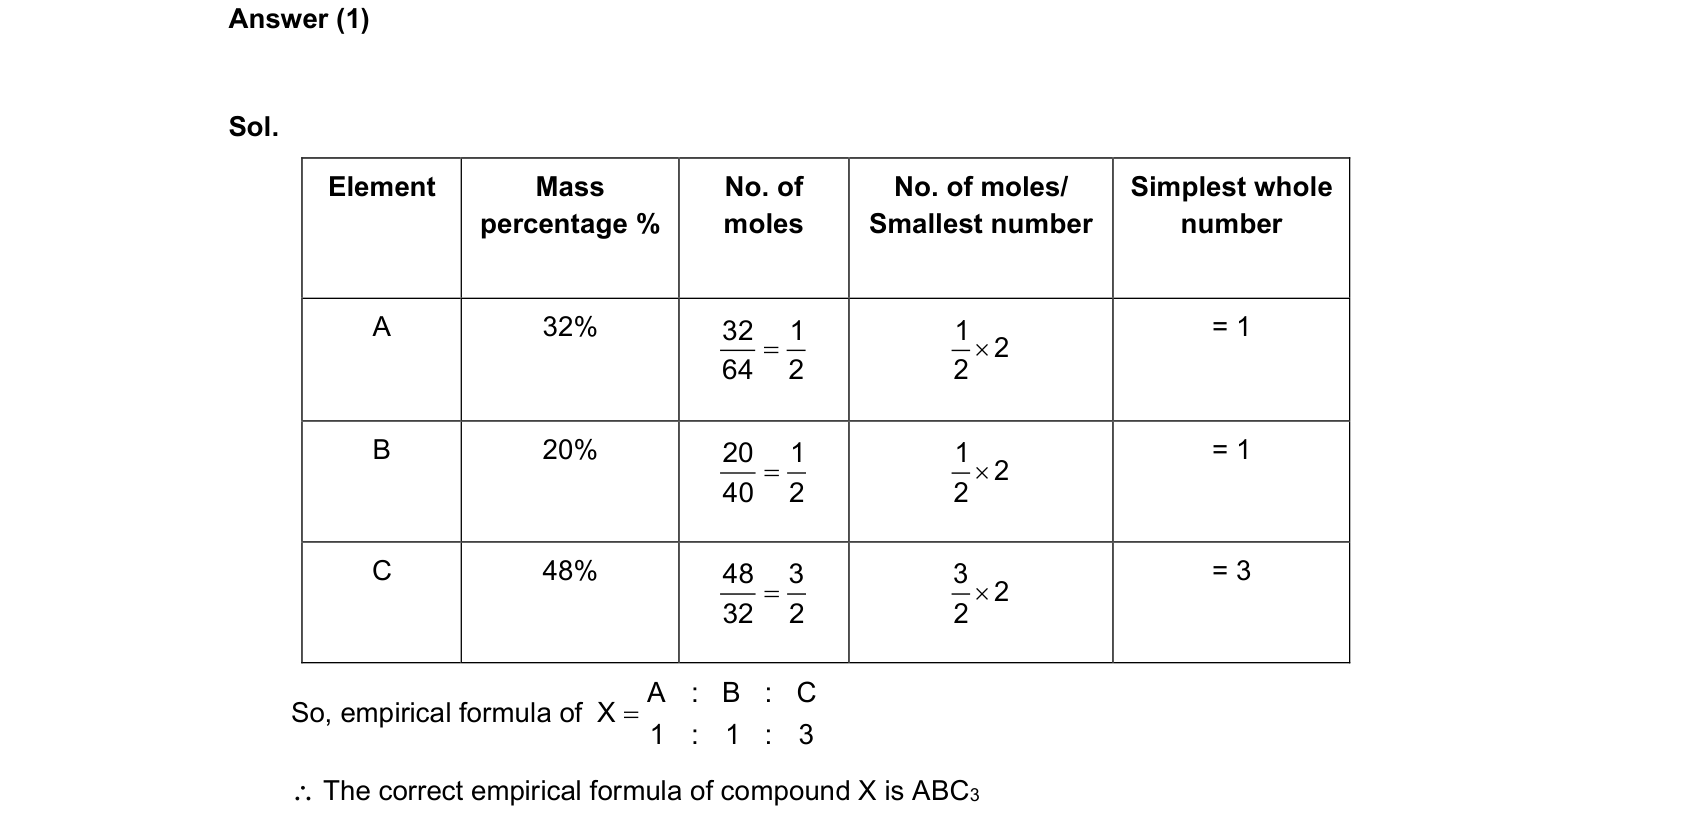 Answer (1)
Sol.
Element | Mass percentage % | No. of moles | No. of moles/ Smallest number | Simplest whole number
A | 32% | 32/64 = 1/2 | 1/2 × 2 | = 1
B | 20% | 20/40 = 1/2 | 1/2 × 2 | = 1
C | 48% | 48/32 = 3/2 | 3/2 × 2 | = 3
So, empirical formula of X = A : B : C
1 : 1 : 3
∴ The correct empirical formula of compound X is ABC₃